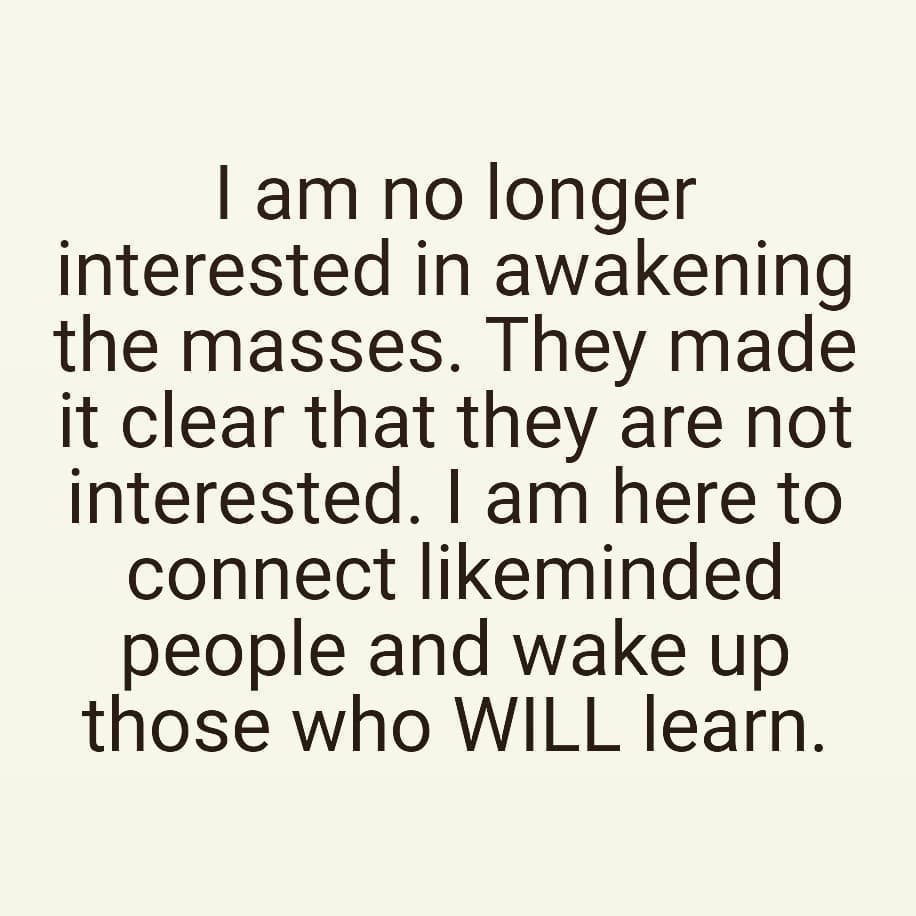 I am no longer
interested in awakening
the masses. They made
it clear that they are not
interested. I am here to
connect likeminded
people and wake up
those who WILL learn.